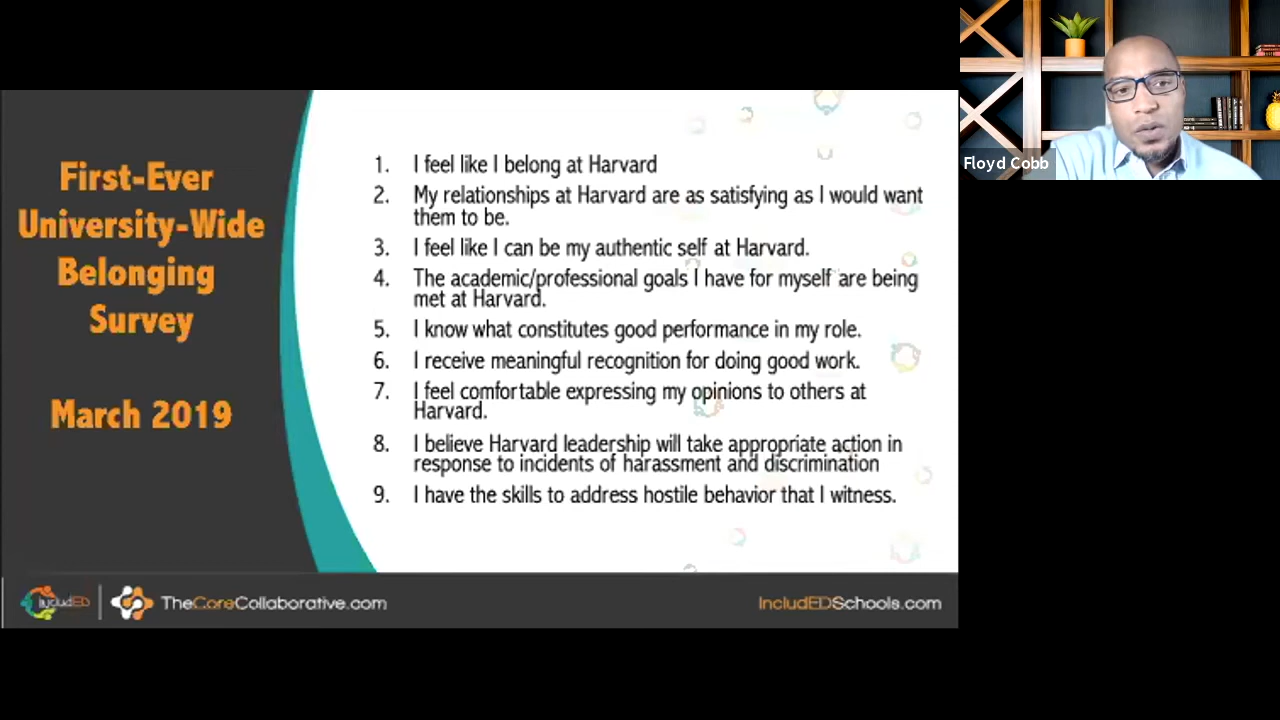 First-Ever
University-Wide
Belonging
Survey
March 2019
1. I feel like I belong at Harvard
2. My relationships at Harvard are as satisfying as I would want
them to be.
3. I feel like I can be my authentic self at Harvard.
4. The academic/professional goals I have for myself are being
met at Harvard.
5. I know what constitutes good performance in my role.
6. I receive meaningful recognition for doing good work.
7. I feel comfortable expressing my opinions to others at
Harvard.
8. I believe Harvard leadership will take appropriate action in
response to incidents of harassment and discrimination
9. I have the skills to address hostile behavior that I witness.
IncludED
TheCoreCollaborative.com
IncludEDSchools.com
Floyd Cobb